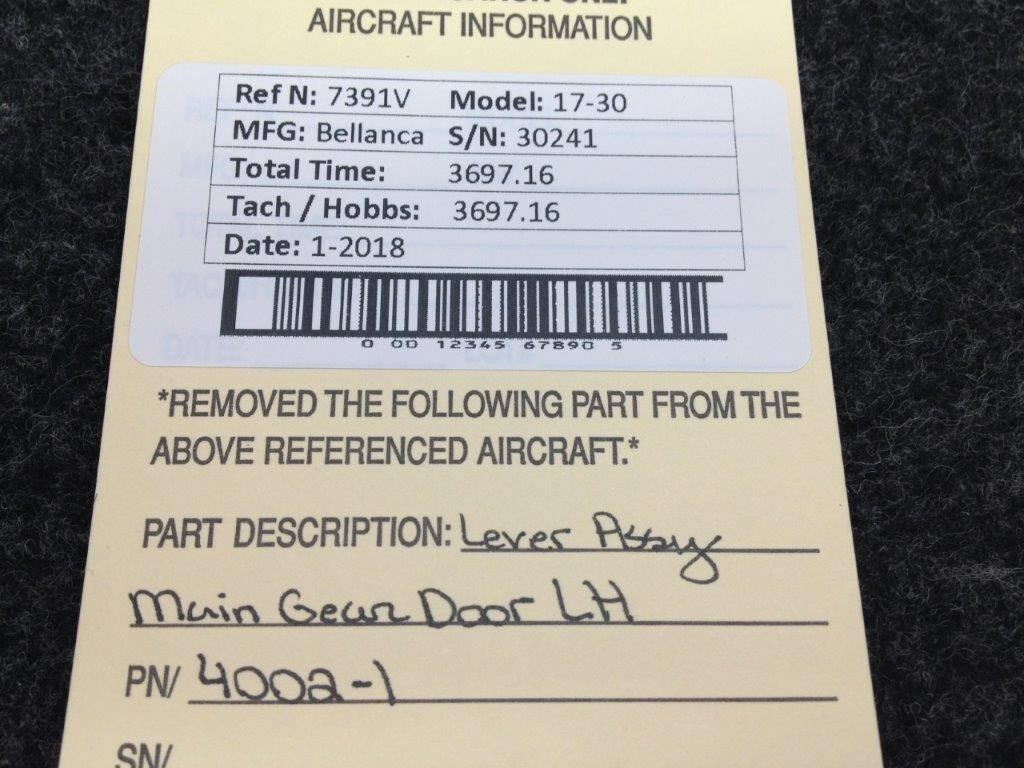 AIRCRAFT INFORMATION
Ref N: 7391V Model: 17-30
MFG: Bellanca S/N: 30241
Total Time: 3697.16
Tach / Hobbs: 3697.16
Date: 1-2018
0 00 12345 67890 5
*REMOVED THE FOLLOWING PART FROM THE
ABOVE REFERENCED AIRCRAFT.*
PART DESCRIPTION: Lever Assy
Main Gear Door LH
PN/ 4002-1
SN/